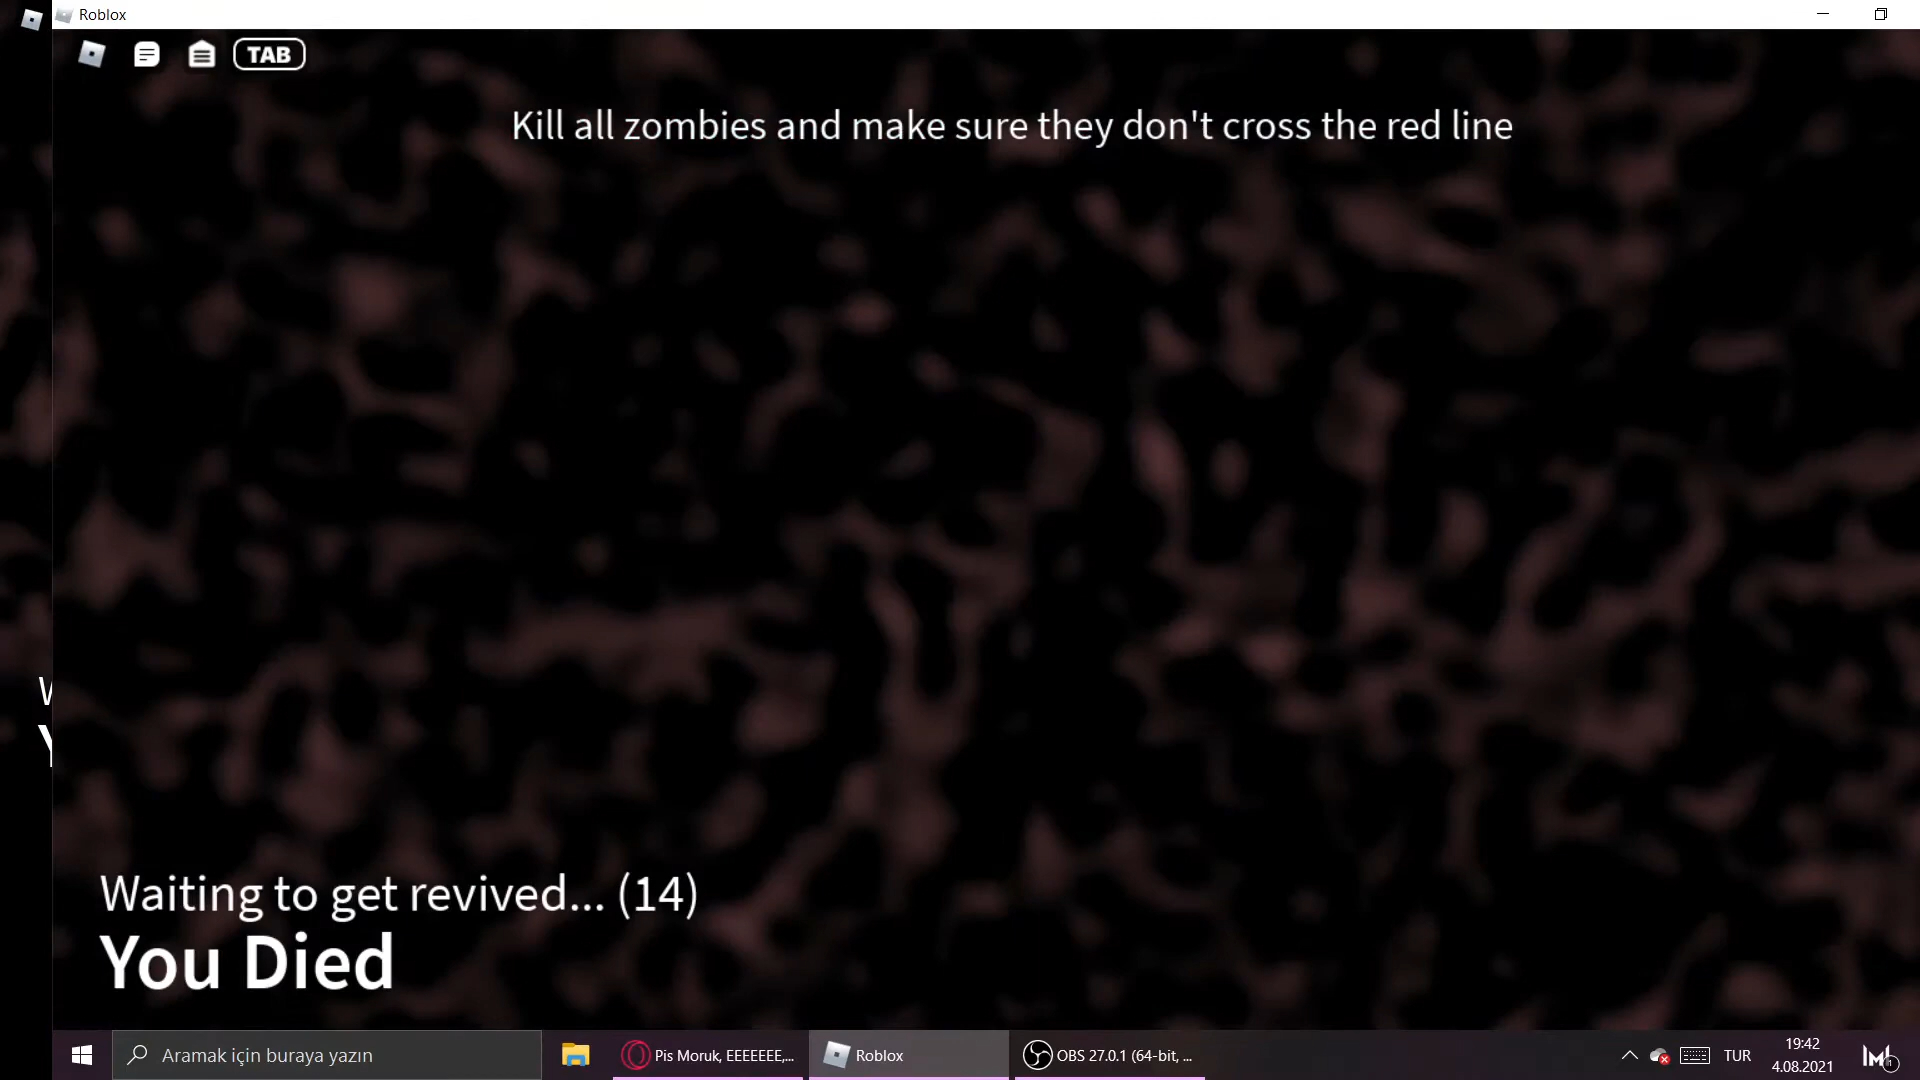 Roblox
TAB
Kill all zombies and make sure they don't cross the red line
W
Y
Waiting to get revived... (14)
You Died
Aramak için buraya yazın
Pis Moruk, EEEEEEE,...
Roblox
OBS 27.0.1 (64-bit, ...
TUR
19:42
4.08.2021